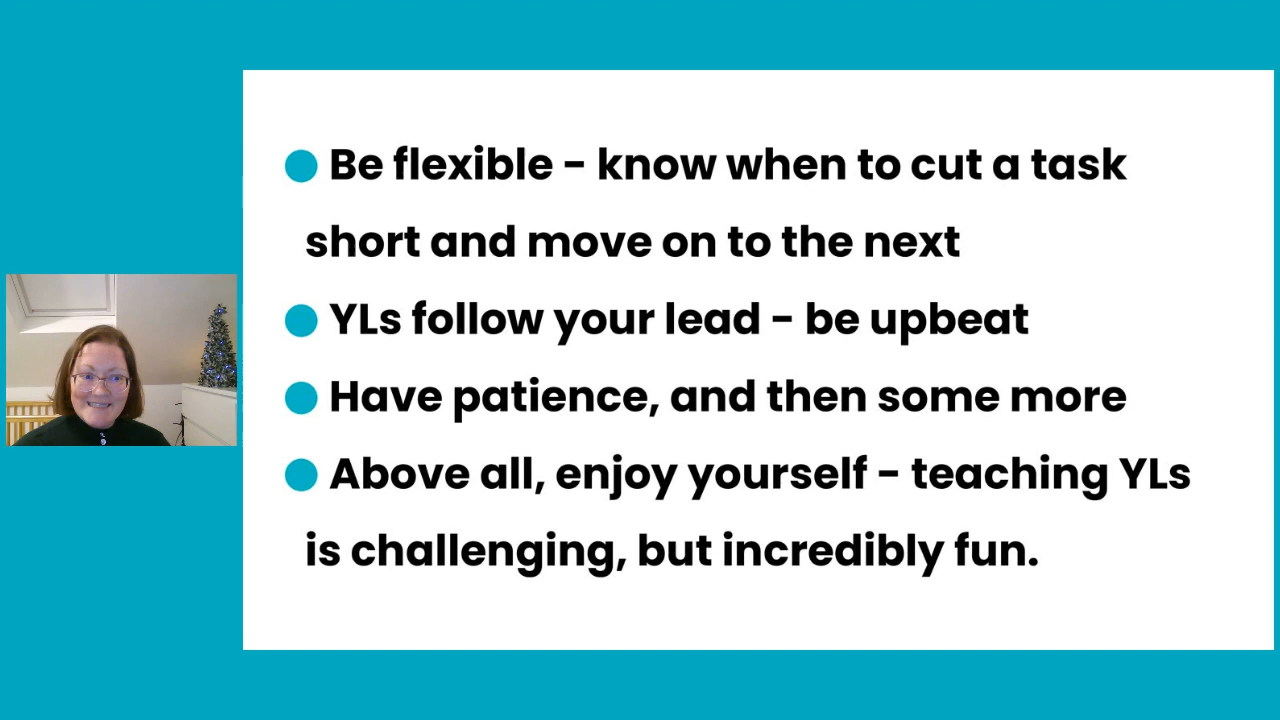 ● Be flexible - know when to cut a task
short and move on to the next
● YLs follow your lead - be upbeat
● Have patience, and then some more
● Above all, enjoy yourself - teaching YLs
is challenging, but incredibly fun.